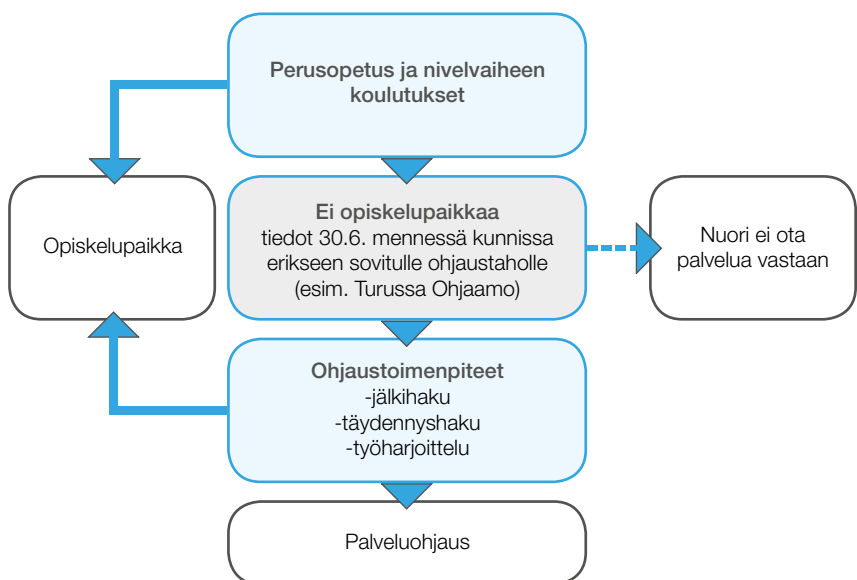 Perusopetus ja nivelvaiheen
koulutukset
Opiskelupaikka
Ei opiskelupaikkaa
tiedot 30.6. mennessä kunnissa
erikseen sovitulle ohjaustaholle
(esim. Turussa Ohjaamo)
Nuori ei ota
palvelua vastaan
Ohjaustoimenpiteet
-jälkihaku
-täydennyshaku
-työharjoittelu
Palveluohjaus